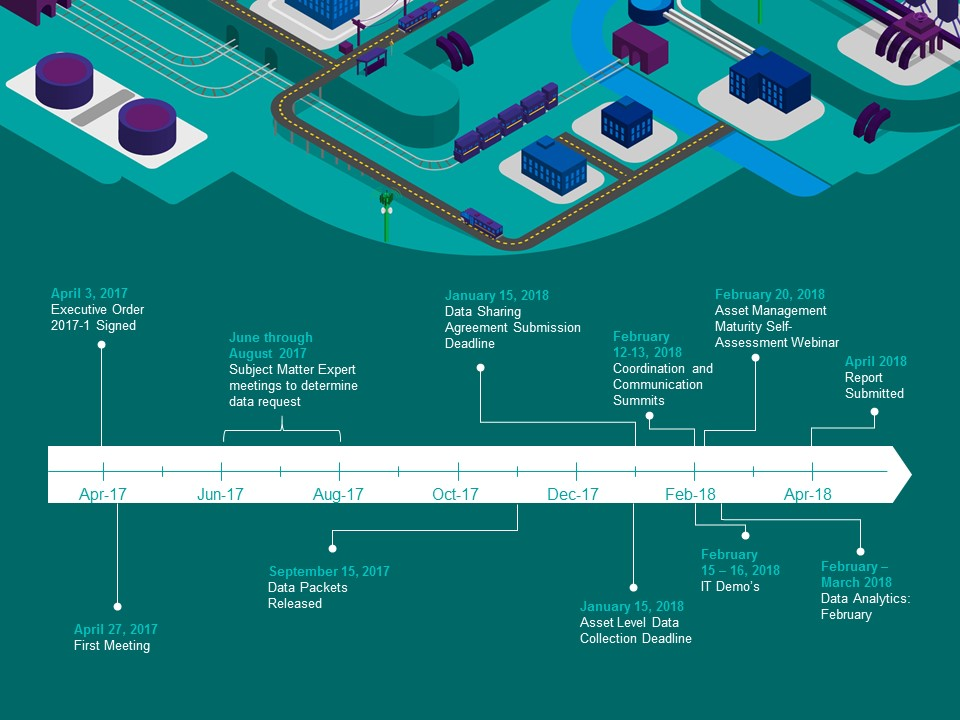 April 3, 2017
Executive Order
2017-1 Signed
June through
August 2017
Subject Matter Expert
meetings to determine
data request
January 15, 2018
Data Sharing
Agreement Submission
Deadline
February
12-13, 2018
Coordination and
Communication
Summits
February 20, 2018
Asset Management
Maturity Self-
Assessment Webinar
April 2018
Report
Submitted
Apr-17
Jun-17
Aug-17
Oct-17
Dec-17
Feb-18
Apr-18
April 27, 2017
First Meeting
September 15, 2017
Data Packets
Released
January 15, 2018
Asset Level Data
Collection Deadline
February
15 – 16, 2018
IT Demo's
February –
March 2018
Data Analytics:
February